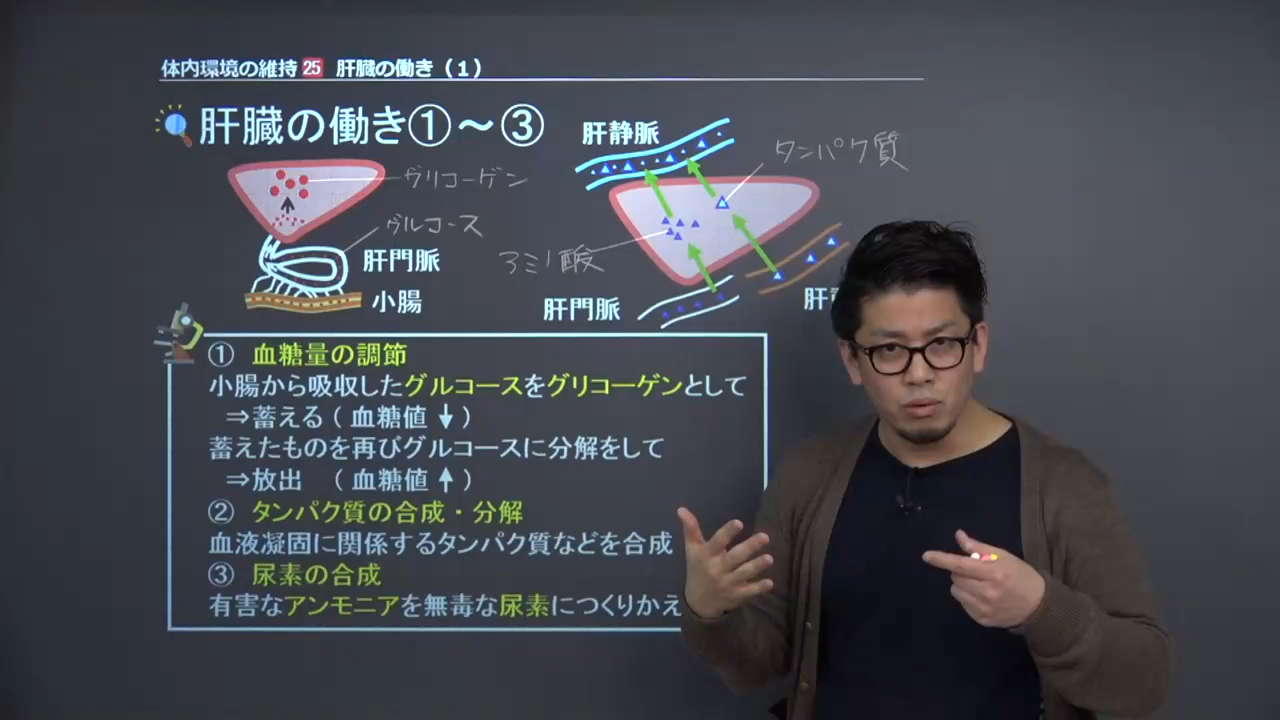 体内環境の維持 25 肝臓の働き（1）
肝臓の働き①～③
肝静脈
タンパク質
グリコーゲン
グルコース
肝門脈
アミノ酸
小腸
肝門脈
肝
① 血糖量の調節
小腸から吸収したグルコースをグリコーゲンとして
⇒蓄える（血糖値↓）
蓄えたものを再びグルコースに分解をして
⇒放出 （血糖値↑）
② タンパク質の合成・分解
血液凝固に関係するタンパク質などを合成
③ 尿素の合成
有害なアンモニアを無毒な尿素につくりかえ